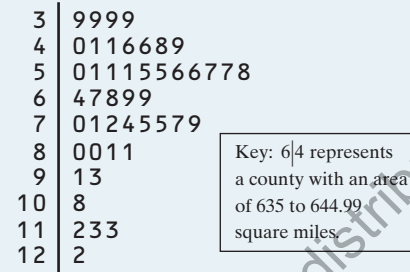 3 | 9999
4 | 0116689
5 | 01115566778
6 | 47899
7 | 01245579
8 | 0011
9 | 13
10 | 8
11 | 233
12 | 2
Key: 6|4 represents
a county with an area
of 635 to 644.99
square miles.